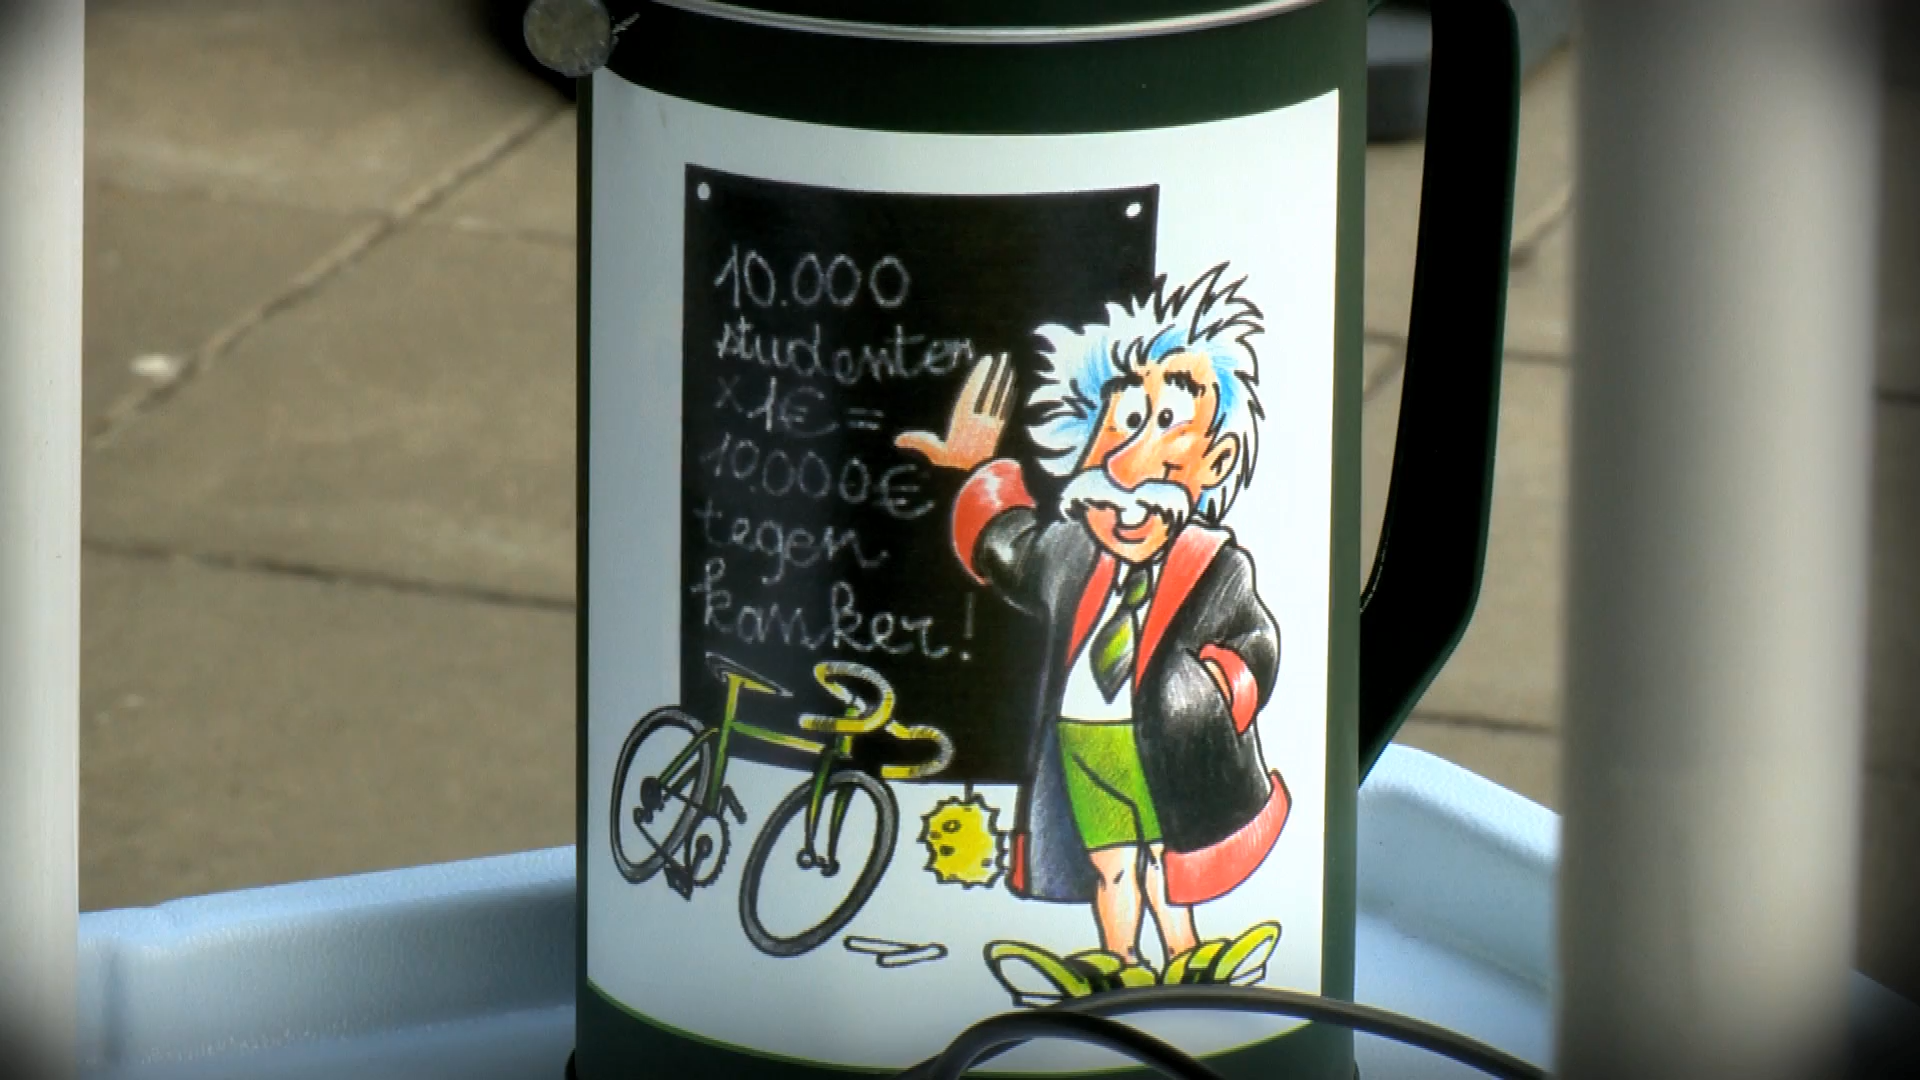 10.000
studenten
x 1€ =
10.000€
tegen
kanker!